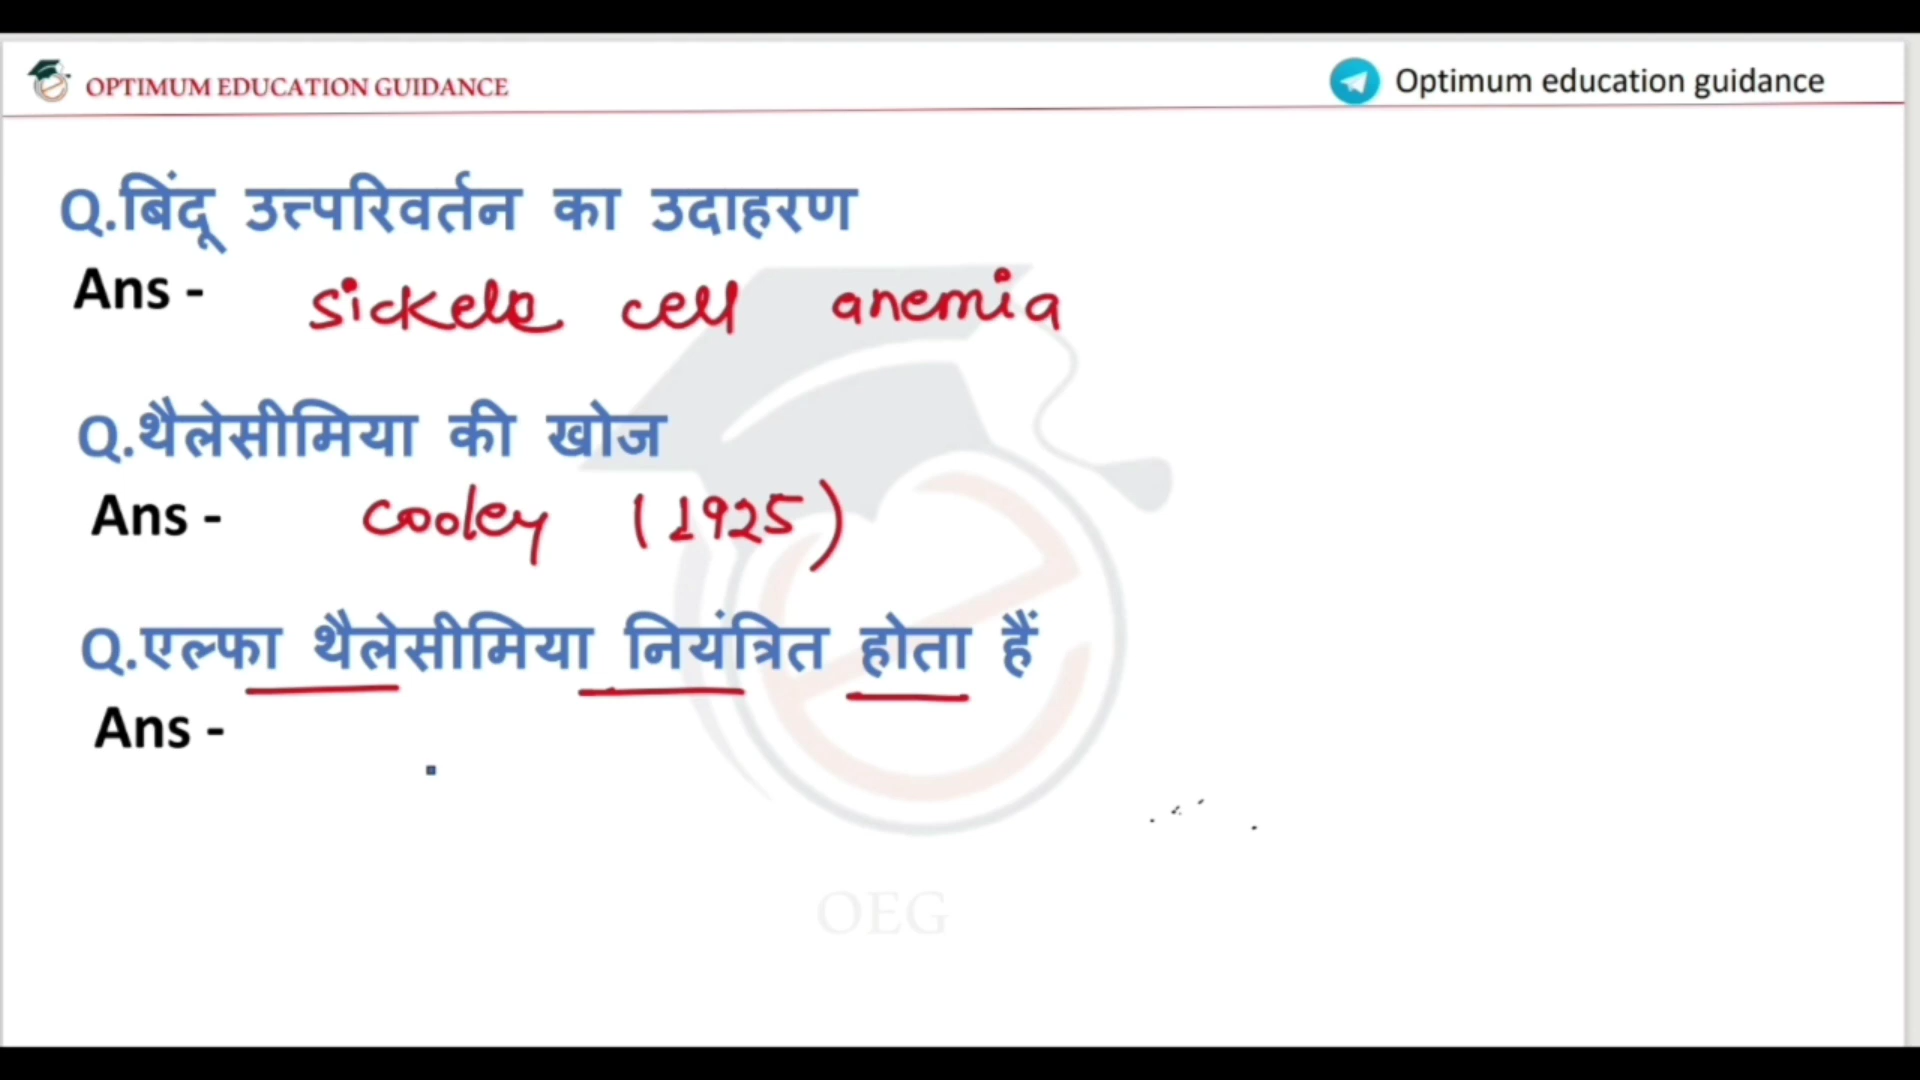 OPTIMUM EDUCATION GUIDANCE
Optimum education guidance
Q.बिंदू उत्त्परिवर्तन का उदाहरण
Ans - sickele cell anemia
Q.थैलेसीमिया की खोज
Ans - cooley (1925)
Q.एल्फा थैलेसीमिया नियंत्रित होता हैं
Ans -
OEG